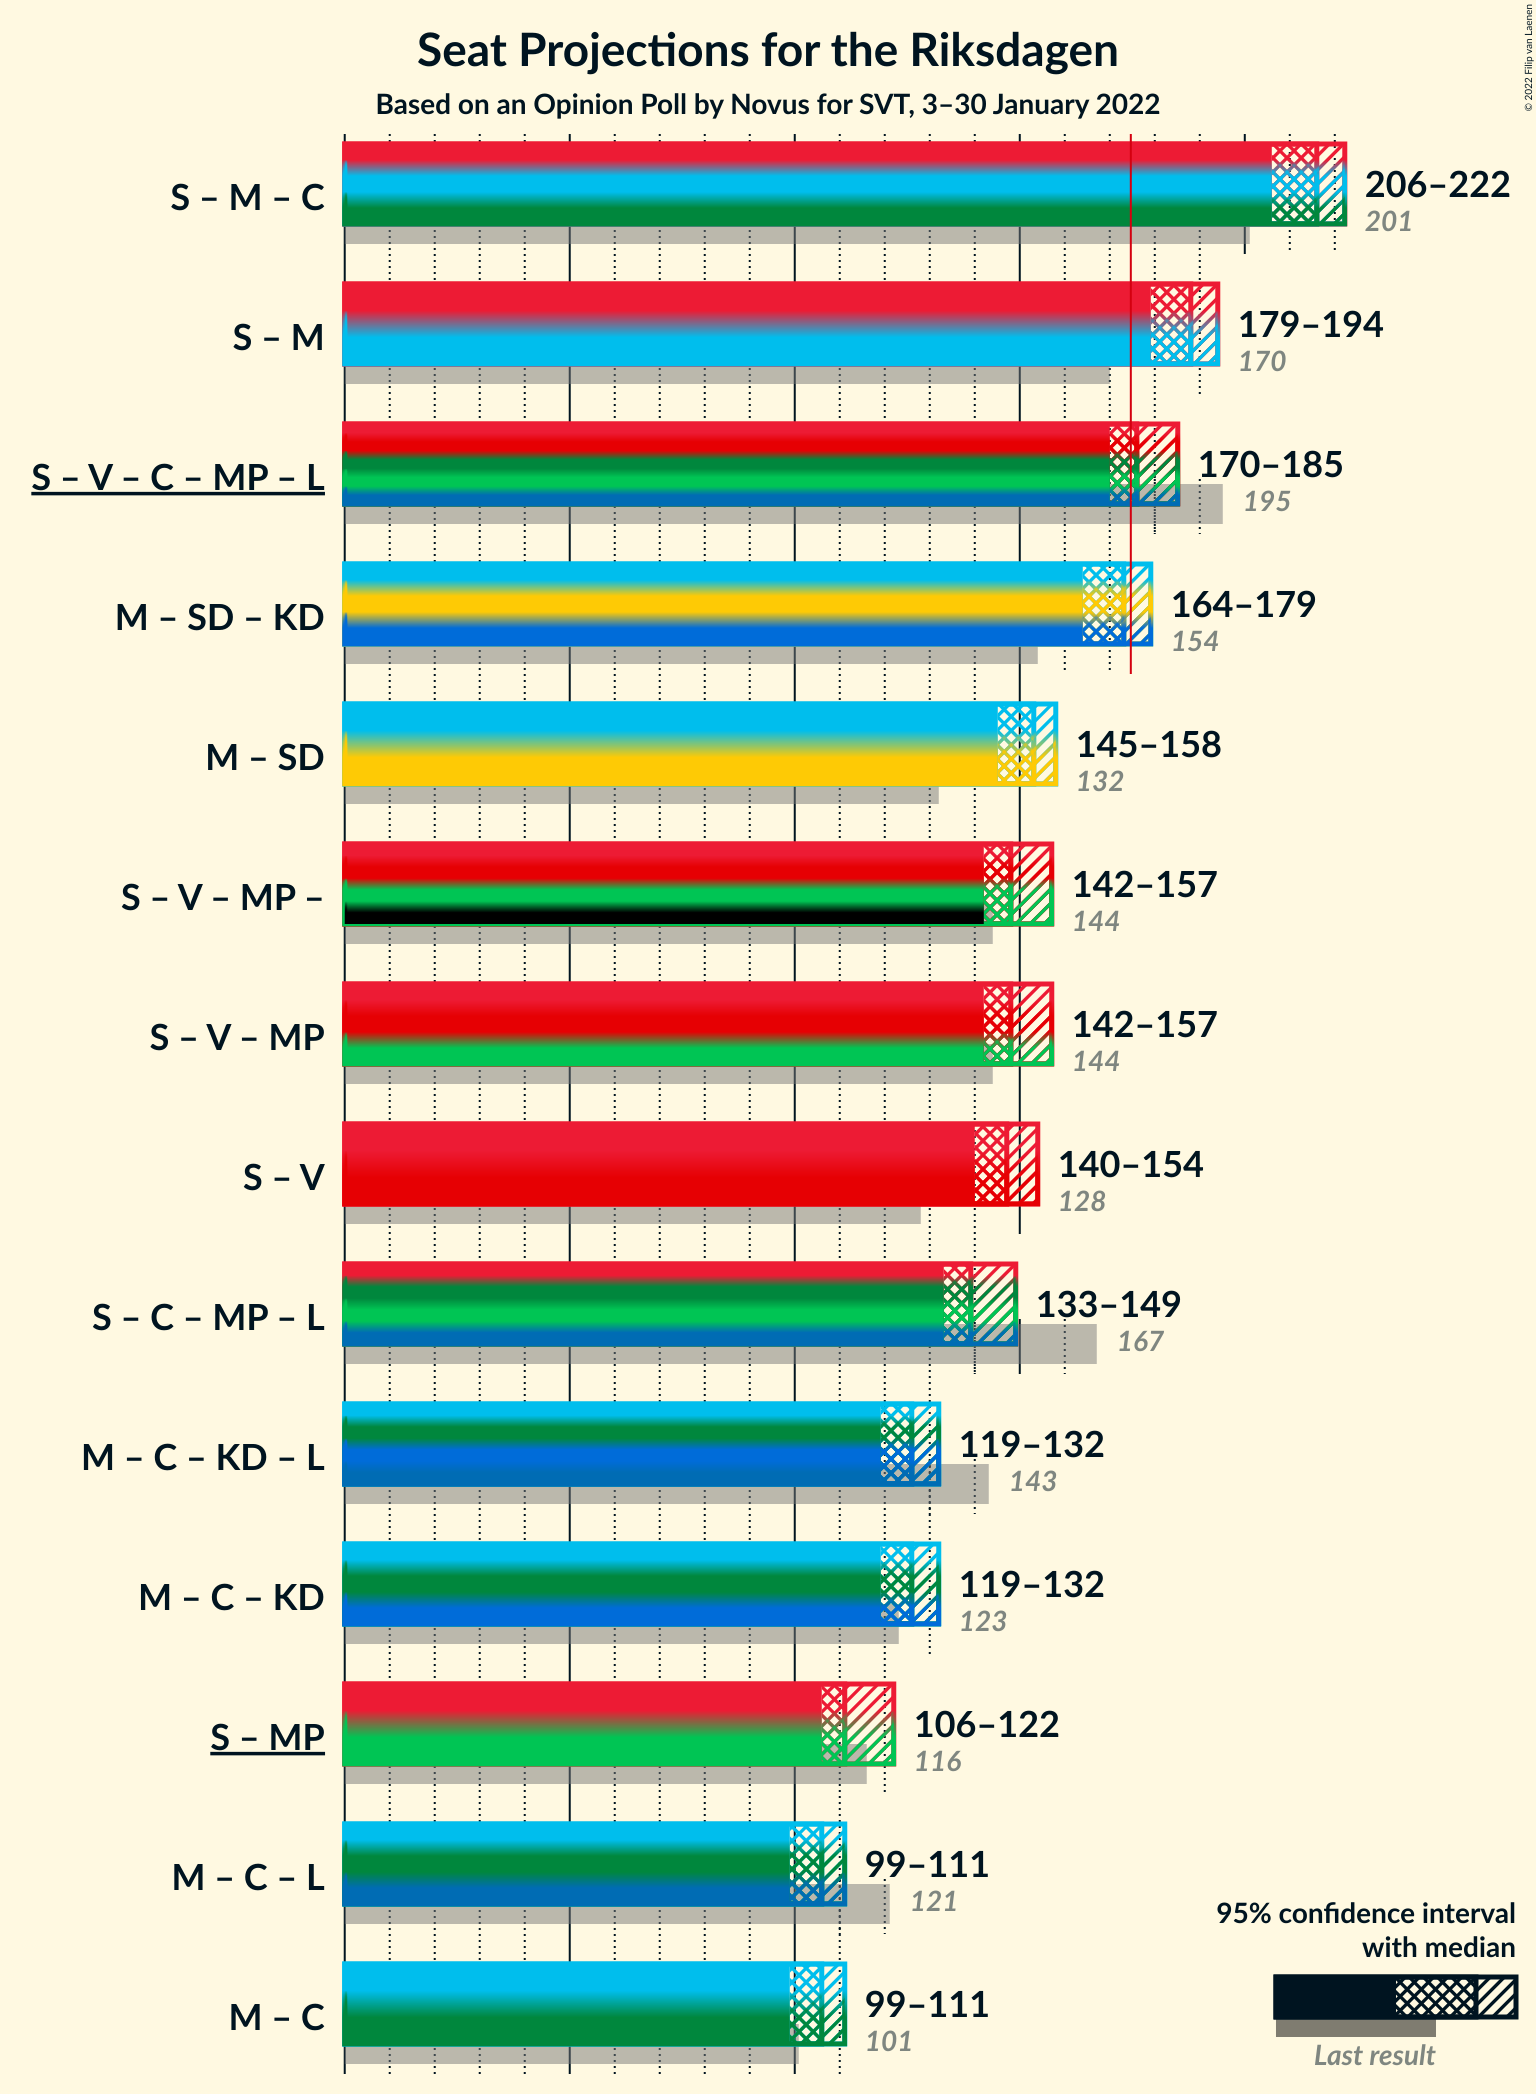 Seat Projections for the Riksdagen
Based on an Opinion Poll by Novus for SVT, 3–30 January 2022
© 2022 Filip van Laenen
S – M – C
206–222
201
S – M
179–194
170
S – V – C – MP – L
170–185
195
M – SD – KD
164–179
154
M – SD
145–158
132
S – V – MP –
142–157
144
S – V – MP
142–157
144
S – V
140–154
128
S – C – MP – L
133–149
167
M – C – KD – L
119–132
143
M – C – KD
119–132
123
S – MP
106–122
116
M – C – L
99–111
121
M – C
99–111
101
95% confidence interval
with median
Last result